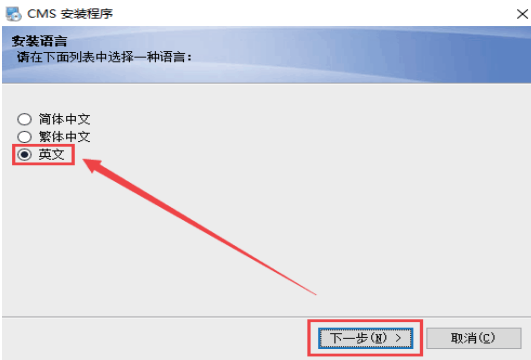 CMS 安装程序
安装语言
请在下面列表中选择一种语言：
简体中文
繁体中文
英文
下一步(N) >
取消(C)